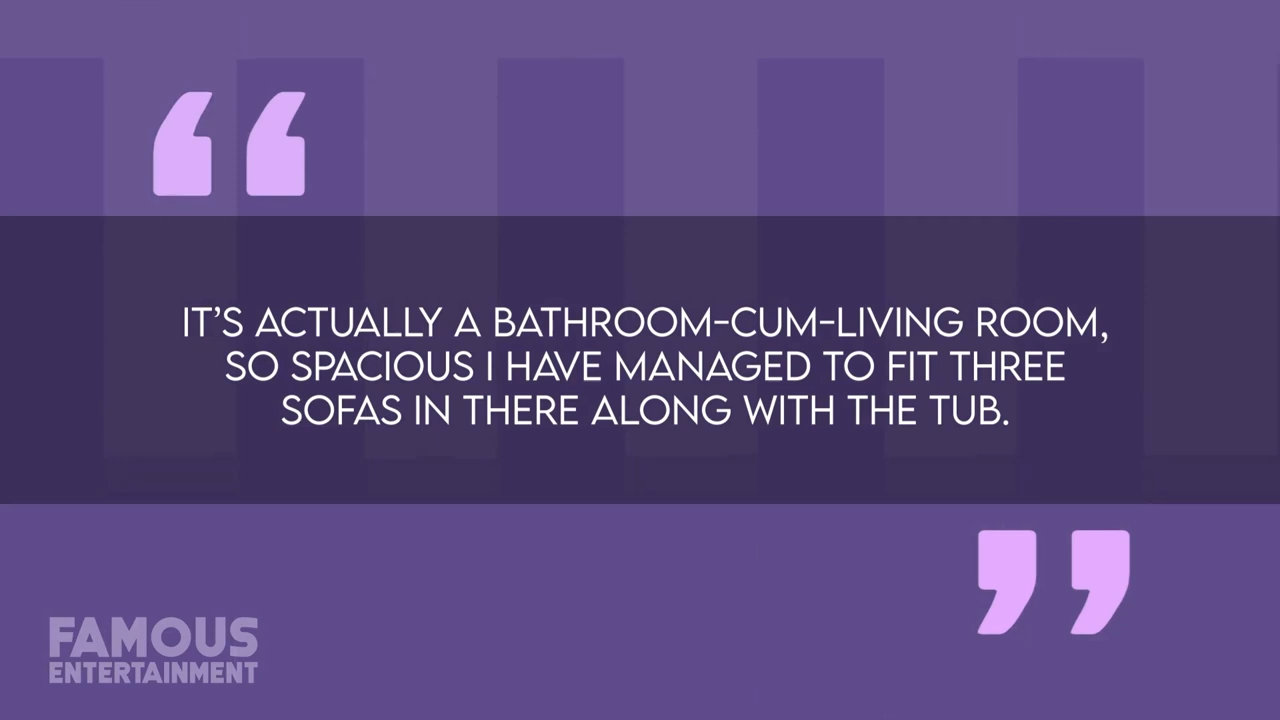 “
IT’S ACTUALLY A BATHROOM-CUM-LIVING ROOM,
SO SPACIOUS I HAVE MANAGED TO FIT THREE
SOFAS IN THERE ALONG WITH THE TUB.
”
FAMOUS
ENTERTAINMENT